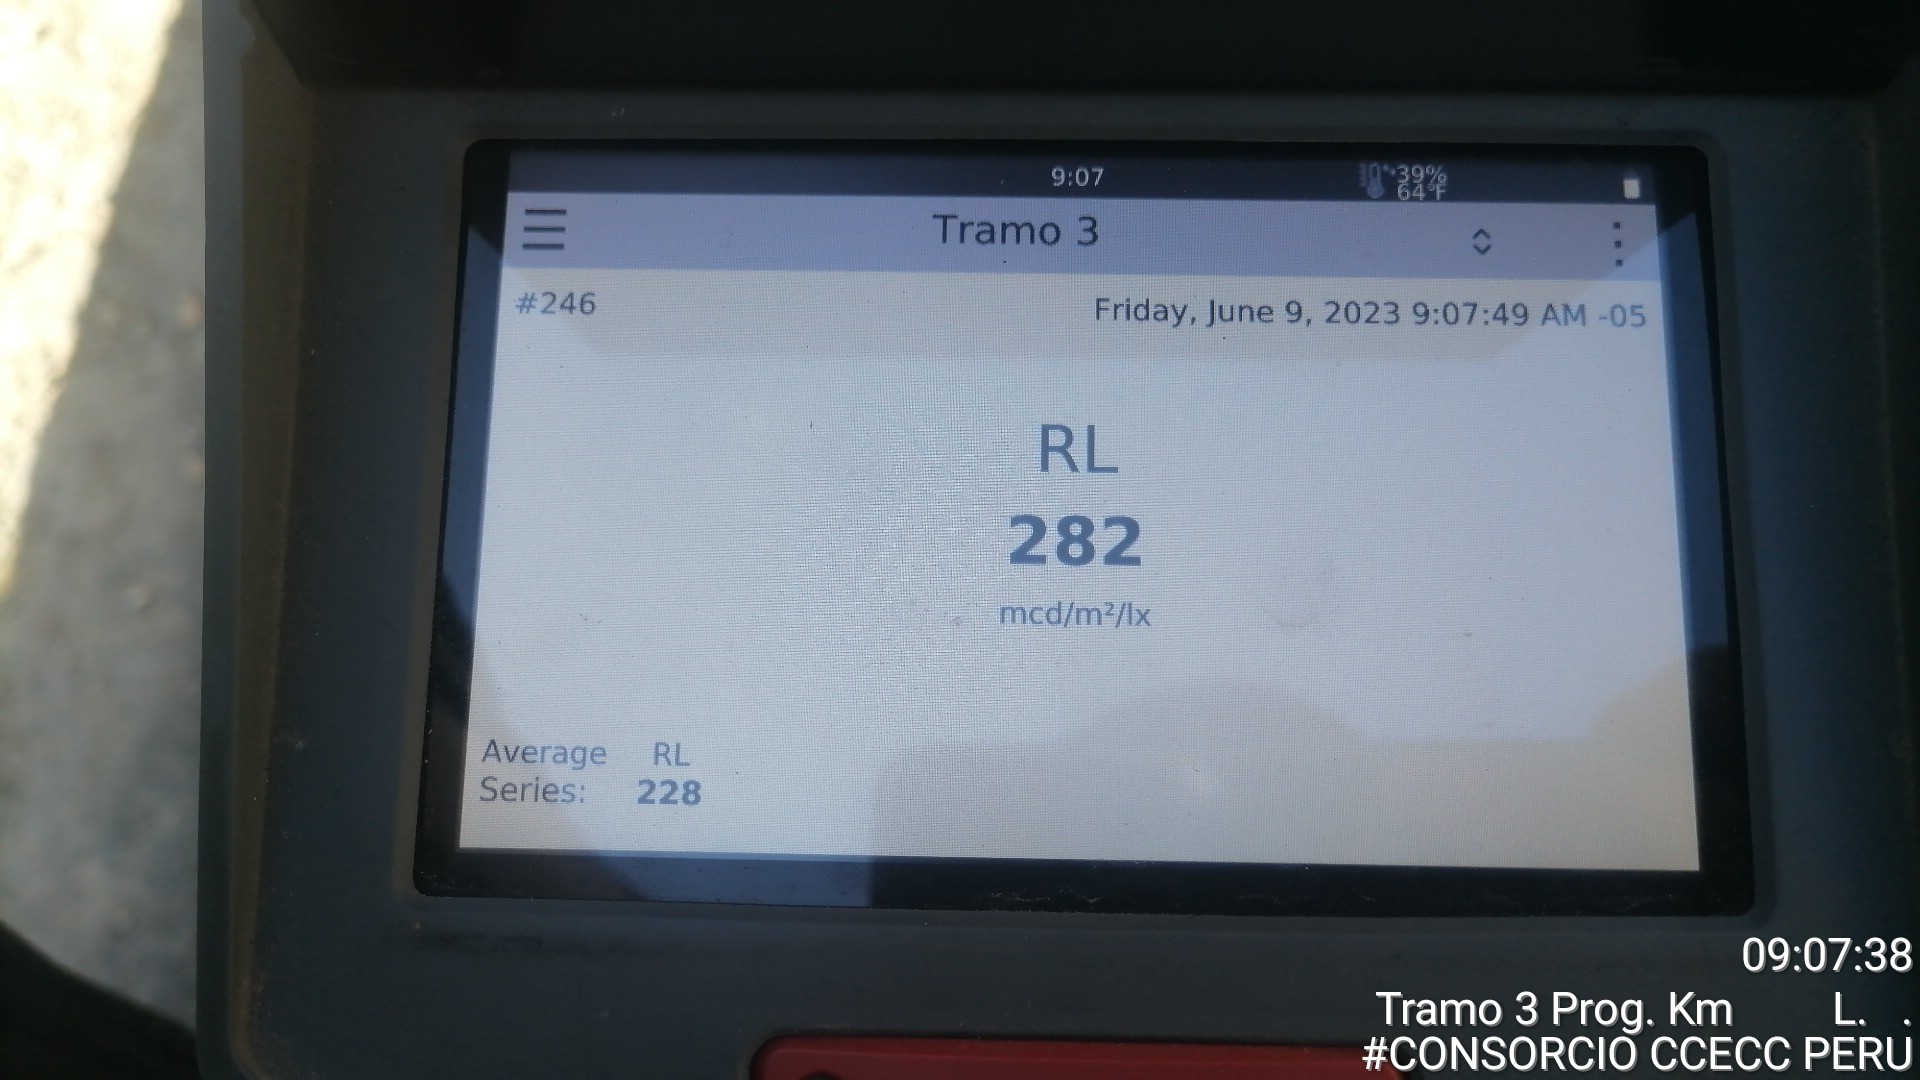 9:07
39%
64°F
Tramo 3
#246
Friday, June 9, 2023 9:07:49 AM -05
RL
282
mcd/m²/lx
Average RL
Series: 228
09:07:38
Tramo 3 Prog. Km L. .
#CONSORCIO CCECC PERU